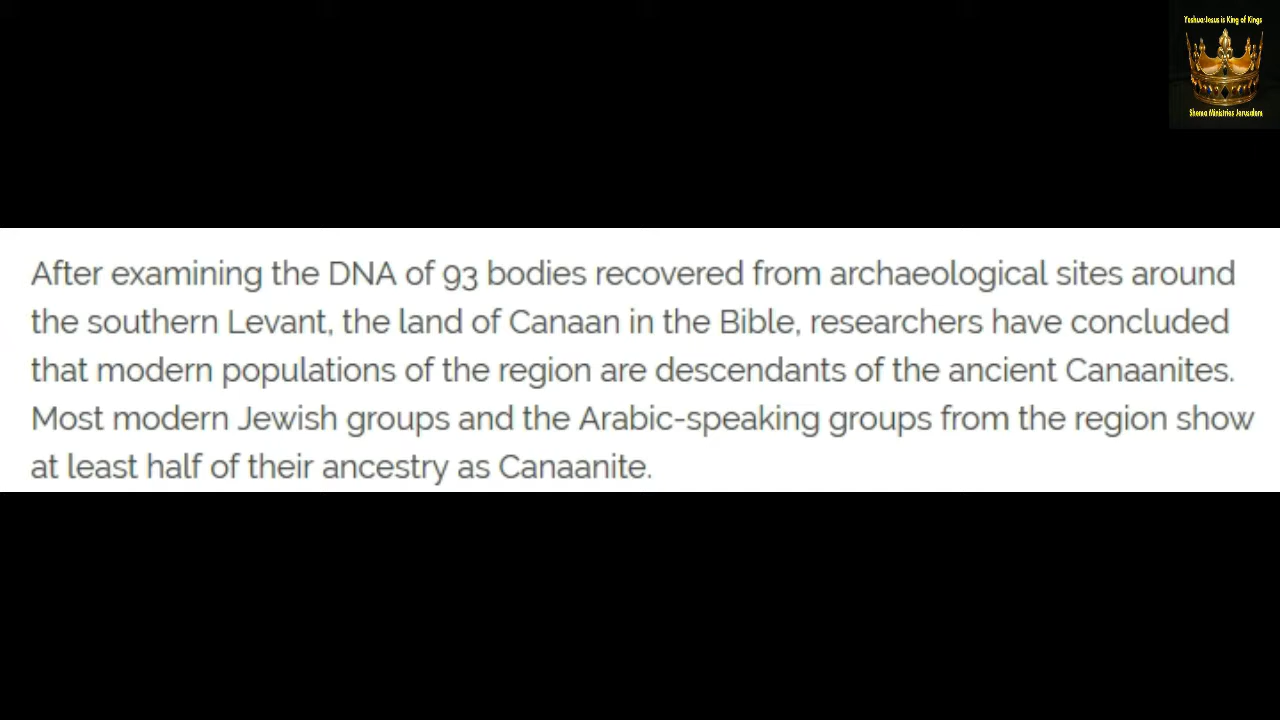 Yeshua-Jesus is King of Kings
Shema Ministries Jerusalem
After examining the DNA of 93 bodies recovered from archaeological sites around
the southern Levant, the land of Canaan in the Bible, researchers have concluded
that modern populations of the region are descendants of the ancient Canaanites.
Most modern Jewish groups and the Arabic-speaking groups from the region show
at least half of their ancestry as Canaanite.